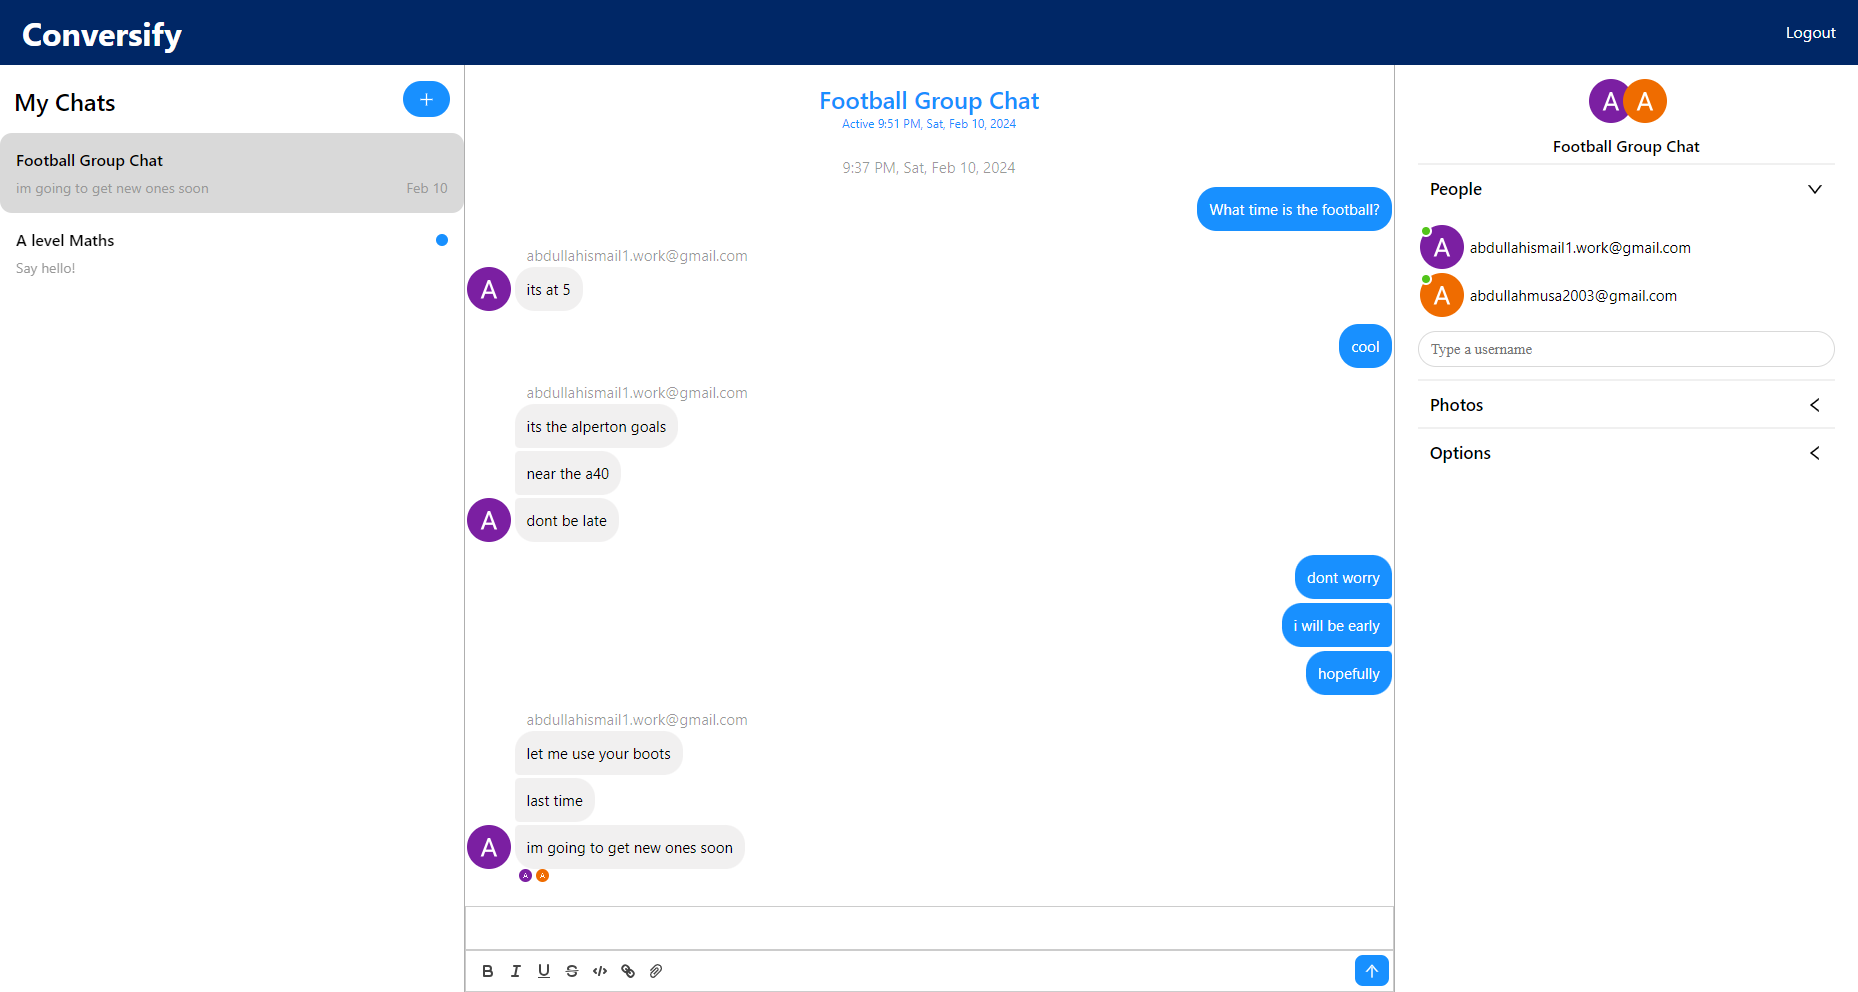 Conversify
Logout
My Chats
+
Football Group Chat
im going to get new ones soon Feb 10
A level Maths
Say hello!
Football Group Chat
Active 9:51 PM, Sat, Feb 10, 2024
9:37 PM, Sat, Feb 10, 2024
What time is the football?
abdullahismail1.work@gmail.com
A
its at 5
cool
abdullahismail1.work@gmail.com
its the alperton goals
near the a40
A
dont be late
dont worry
i will be early
hopefully
abdullahismail1.work@gmail.com
let me use your boots
last time
A
im going to get new ones soon
A A
B I U S </>
A A
Football Group Chat
People
A abdullahismail1.work@gmail.com
A abdullahmusa2003@gmail.com
Type a username
Photos
Options